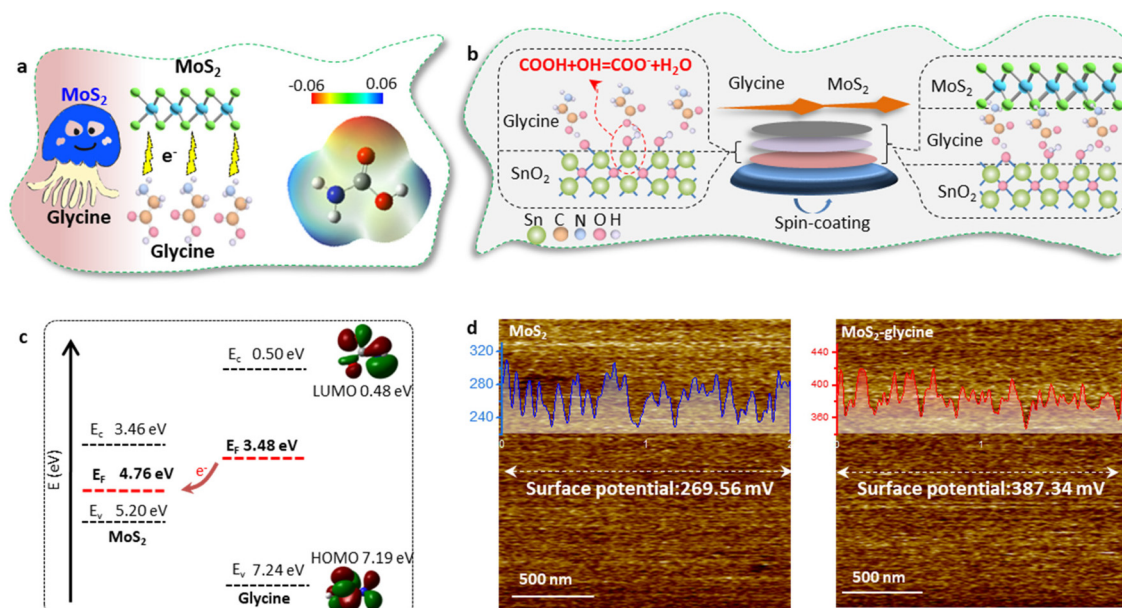 a
MoS2
-0.06 0.06
MoS2
e-
Glycine
Glycine
b
COOH+OH=COO-+H2O
Glycine
SnO2
Sn C N O H
Glycine MoS2
Spin-coating
MoS2
Glycine
SnO2
c
E (eV)
Ec 3.46 eV
EF 4.76 eV
Ev 5.20 eV
MoS2
e-
Ec 0.50 eV
LUMO 0.48 eV
EF 3.48 eV
HOMO 7.19 eV
Ev 7.24 eV
Glycine
d
MoS2
320
280
240
0 1 2
Surface potential:269.56 mV
500 nm
MoS2-glycine
440
400
360
0 1
Surface potential:387.34 mV
500 nm